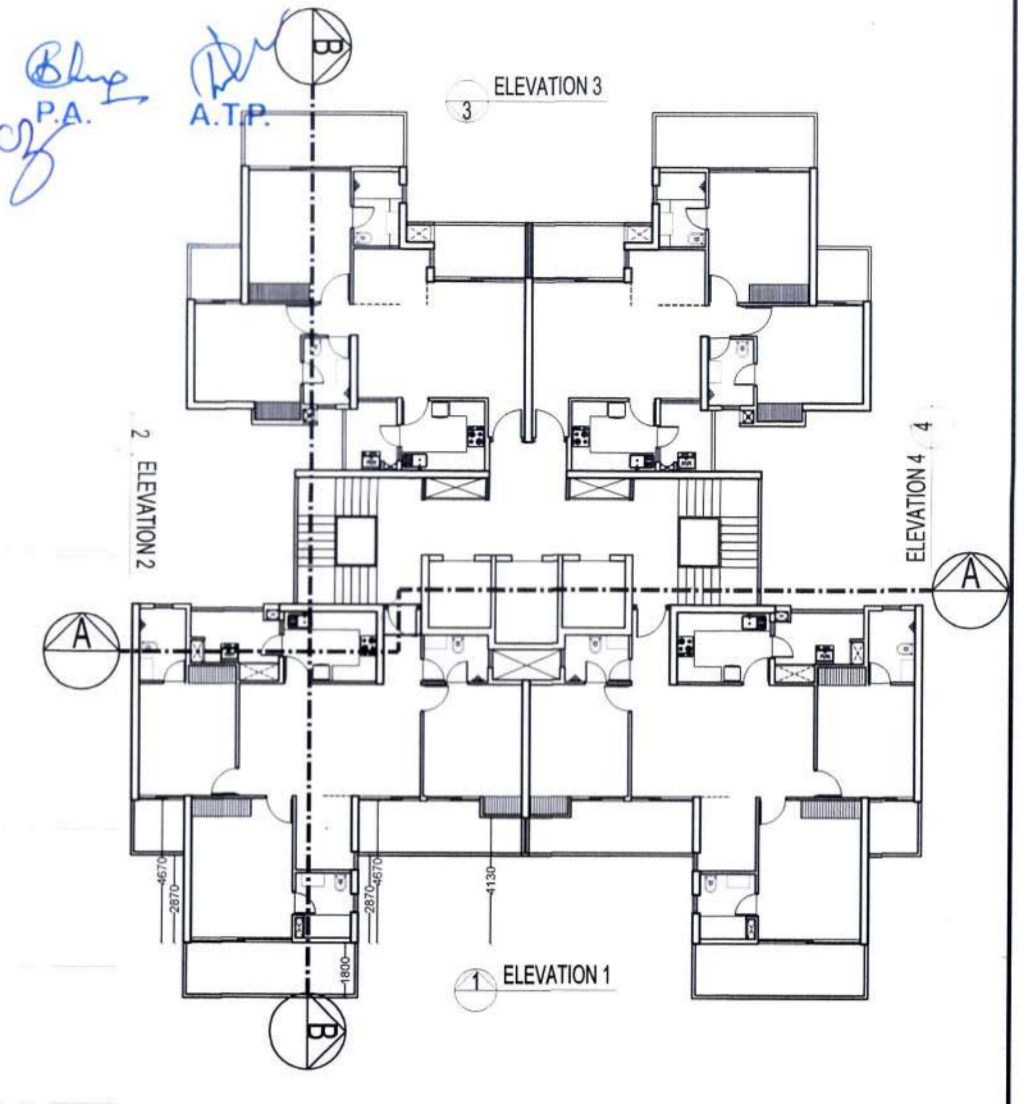 B
P.A.
A.T.P.
ELEVATION 3
3
2
ELEVATION 2
4
ELEVATION 4
A
A
4670
2870
2870
4670
4130
1800
1
ELEVATION 1
B